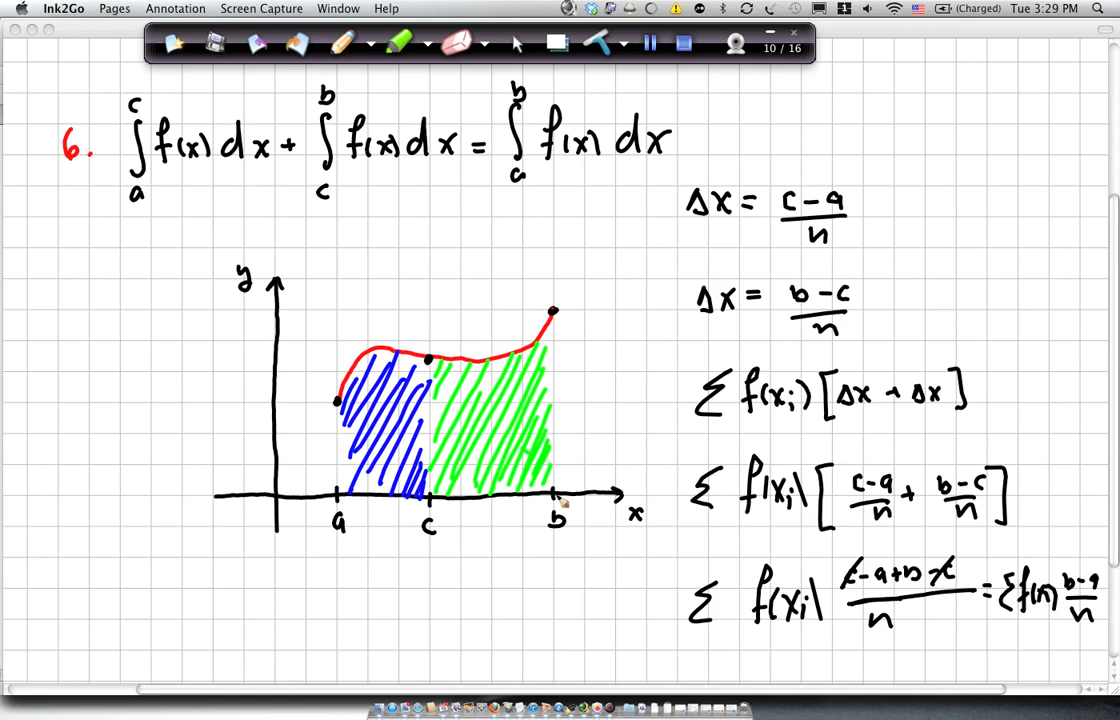 Ink2Go Pages Annotation Screen Capture Window Help (Charged) Tue 3:29 PM
10 / 16
6. ∫ₐᶜ f(x) dx + ∫꜀ᵇ f(x) dx = ∫ₐᵇ f(x) dx
Δx = (c-a)/n
y
Δx = (b-c)/n
Σ f(xᵢ) [Δx + Δx]
Σ f(xᵢ) [(c-a)/n + (b-c)/n]
a c b x
Σ f(xᵢ) (c-a+b-c)/n = Σ f(xᵢ) (b-a)/n